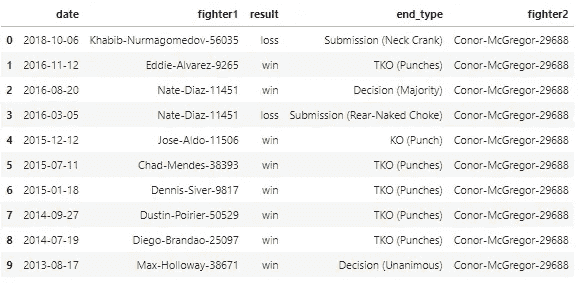 date fighter1 result end_type fighter2
0 2018-10-06 Khabib-Nurmagomedov-56035 loss Submission (Neck Crank) Conor-McGregor-29688
1 2016-11-12 Eddie-Alvarez-9265 win TKO (Punches) Conor-McGregor-29688
2 2016-08-20 Nate-Diaz-11451 win Decision (Majority) Conor-McGregor-29688
3 2016-03-05 Nate-Diaz-11451 loss Submission (Rear-Naked Choke) Conor-McGregor-29688
4 2015-12-12 Jose-Aldo-11506 win KO (Punch) Conor-McGregor-29688
5 2015-07-11 Chad-Mendes-38393 win TKO (Punches) Conor-McGregor-29688
6 2015-01-18 Dennis-Siver-9817 win TKO (Punches) Conor-McGregor-29688
7 2014-09-27 Dustin-Poirier-50529 win TKO (Punches) Conor-McGregor-29688
8 2014-07-19 Diego-Brandao-25097 win TKO (Punches) Conor-McGregor-29688
9 2013-08-17 Max-Holloway-38671 win Decision (Unanimous) Conor-McGregor-29688